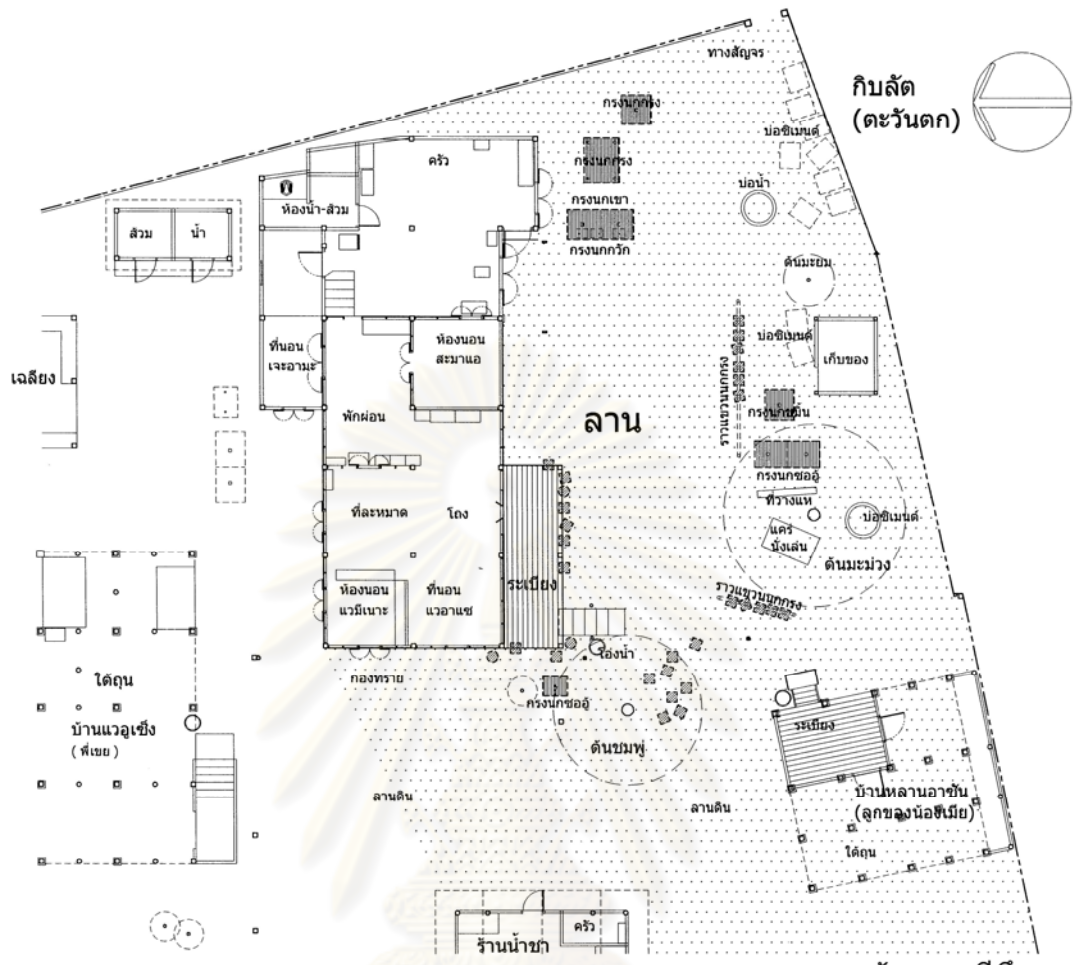 ทางสัญจร
กิบลัต
(ตะวันตก)
กรงนกกรง
บ่อซิเมนต์
ครัว
กรงนกกรง
บ่อน้ำ
ห้องน้ำ-ส้วม
กรงนกเขา
ส้วม
น้ำ
กรงนกกวัก
ต้นมะยม
ที่นอน
เจะอามะ
ห้องนอน
สะมาแอ
บ่อซิเมนต์
เก็บของ
เฉลียง
ราวแขวนนกกรง
พักผ่อน
ลาน
กรงนกขมิ้น
กรงนกซออู้
ที่วางแห
ที่ละหมาด
โถง
แคร่
นั่งเล่น
บ่อซิเมนต์
ต้นมะม่วง
ห้องนอน
แวมีเนาะ
ที่นอน
แวอาแซ
ระเบียง
ราวแขวนนกกรง
โอ่งน้ำ
กองทราย
ใต้ถุน
กรงนกซออู้
บ้านแวอูเซ็ง
( พี่เขย )
ต้นชมพู่
ระเบียง
บ้านหลานอาซัน
(ลูกของน้องเมีย)
ลานดิน
ลานดิน
ใต้ถุน
ร้านน้ำชา
ครัว